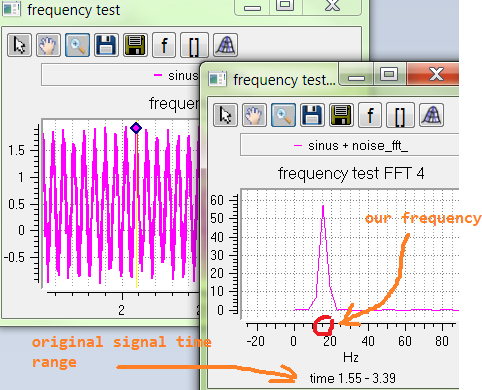 frequency test
f
[]
sinus
freque
1.5
1
0.5
0
-0.5
2
frequency test...
f
[]
sinus + noise_fft_
frequency test FFT 4
60
50
40
30
20
10
0
our frequency
-20 0 20 40 60 80
Hz
original signal time
range
time 1.55 - 3.39